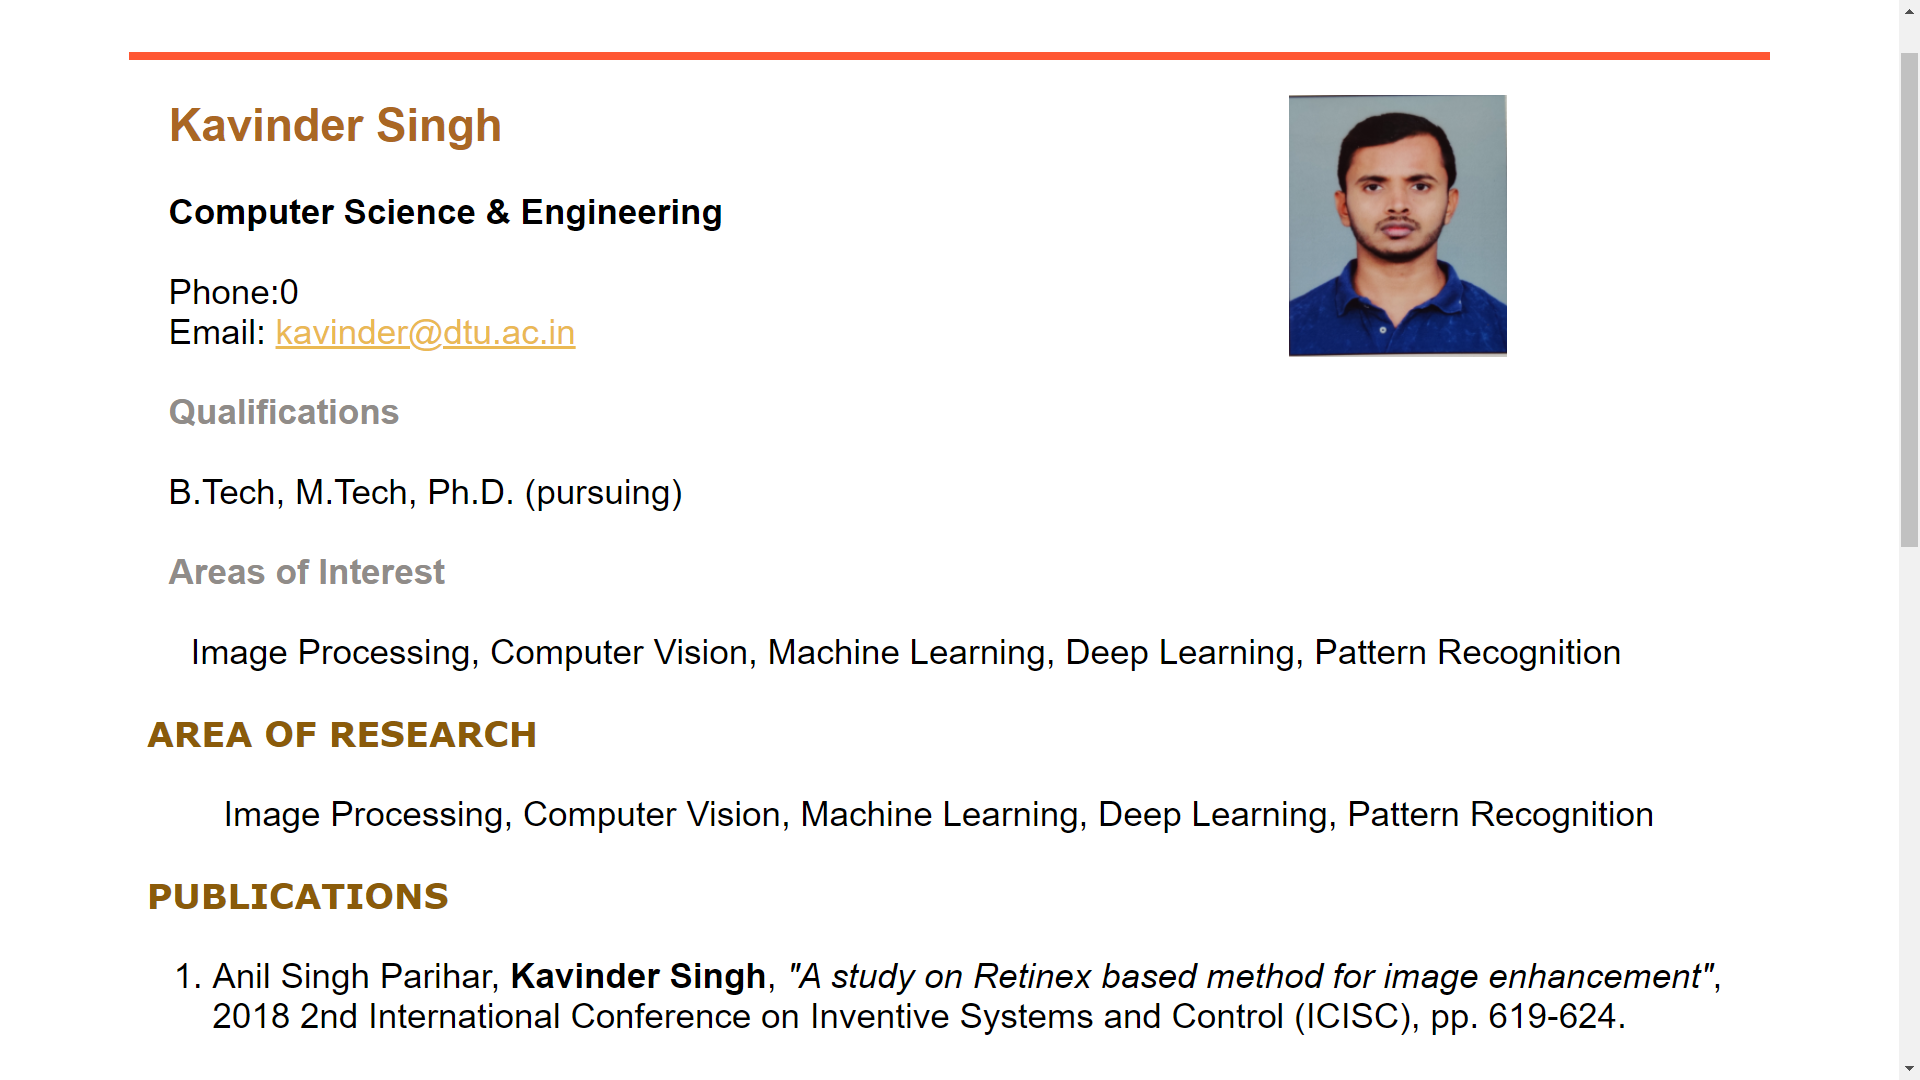 Kavinder Singh
Computer Science & Engineering
Phone:0
Email: kavinder@dtu.ac.in
Qualifications
B.Tech, M.Tech, Ph.D. (pursuing)
Areas of Interest
Image Processing, Computer Vision, Machine Learning, Deep Learning, Pattern Recognition
AREA OF RESEARCH
Image Processing, Computer Vision, Machine Learning, Deep Learning, Pattern Recognition
PUBLICATIONS
1. Anil Singh Parihar, Kavinder Singh, "A study on Retinex based method for image enhancement",
2018 2nd International Conference on Inventive Systems and Control (ICISC), pp. 619-624.